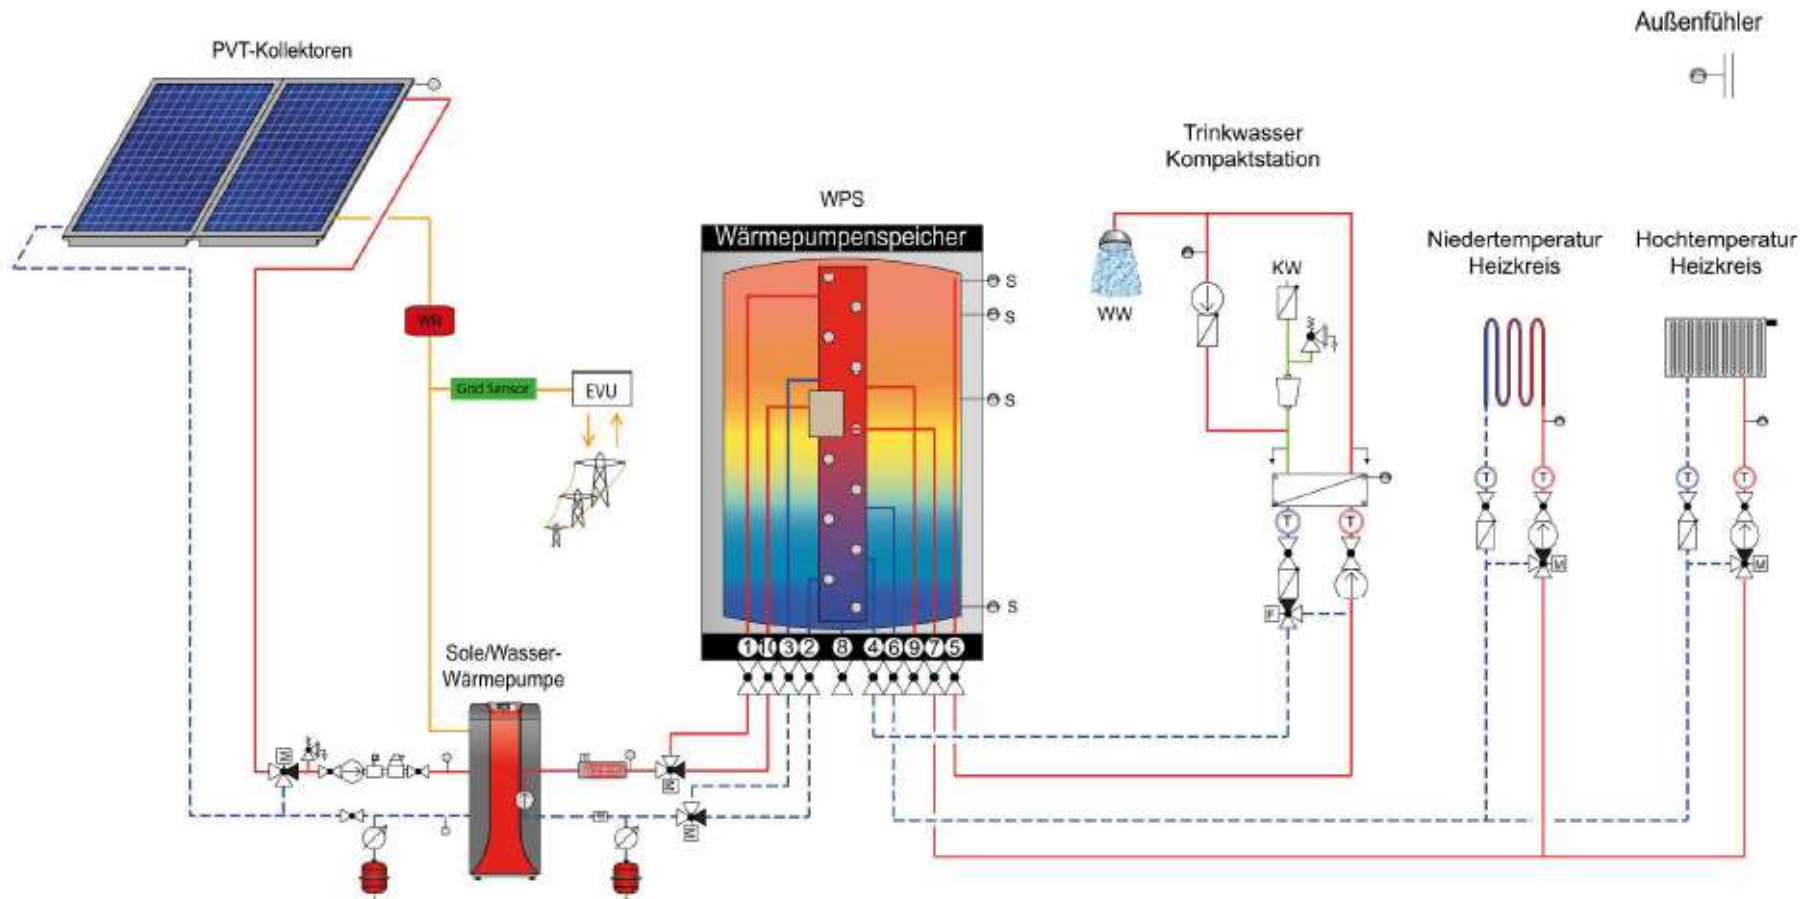 Außenfühler
PVT-Kollektoren
Trinkwasser
Kompaktstation
WPS
Wärmepumpenspeicher
Niedertemperatur
Heizkreis
Hochtemperatur
Heizkreis
S
S
S
S
KW
WW
WR
Grid Sensor
EVU
T
T
T
T
T
T
M
M
F
1
10
3
2
8
4
6
9
7
5
Sole/Wasser-
Wärmepumpe
M
M
M